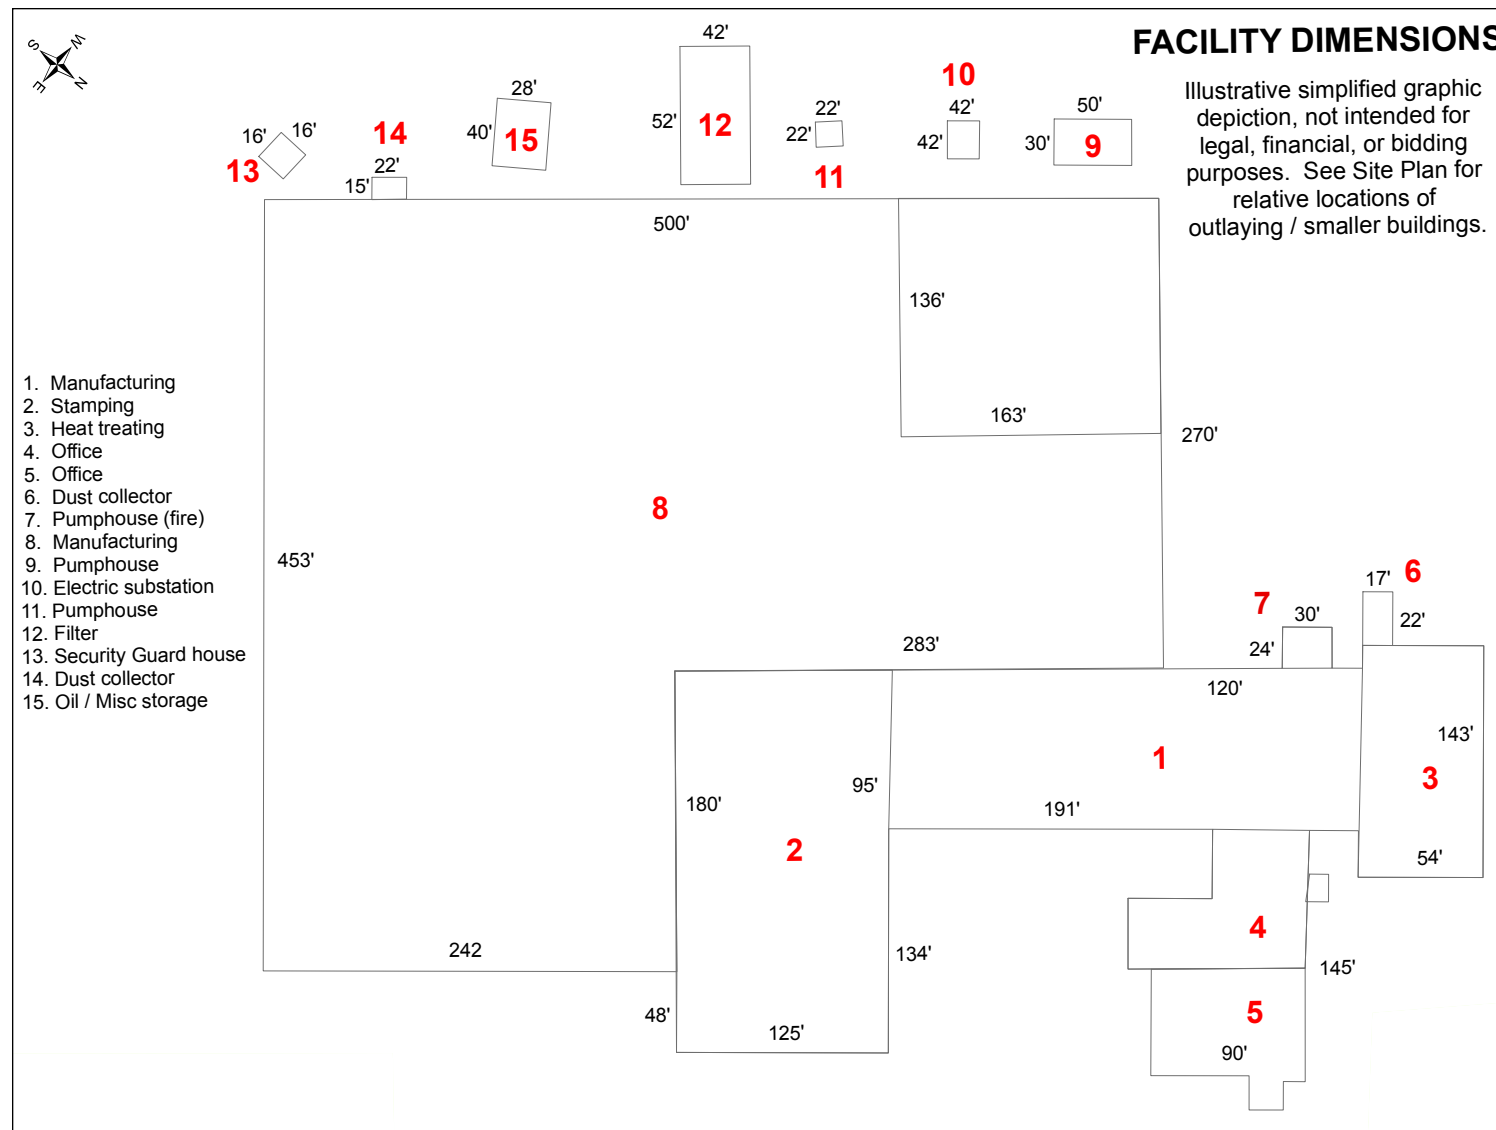 FACILITY DIMENSIONS
Illustrative simplified graphic
depiction, not intended for
legal, financial, or bidding
purposes. See Site Plan for
relative locations of
outlaying / smaller buildings.
S
W
E
N
42'
52'
12
10
42'
42'
50'
30'
9
28'
40'
15
22'
22'
11
16'
16'
13
14
22'
15'
500'
136'
163'
270'
1. Manufacturing
2. Stamping
3. Heat treating
4. Office
5. Office
6. Dust collector
7. Pumphouse (fire)
8. Manufacturing
9. Pumphouse
10. Electric substation
11. Pumphouse
12. Filter
13. Security Guard house
14. Dust collector
15. Oil / Misc storage
8
453'
283'
242
17'
6
22'
7
30'
24'
120'
143'
1
3
191'
54'
180'
95'
2
134'
48'
125'
4
145'
5
90'